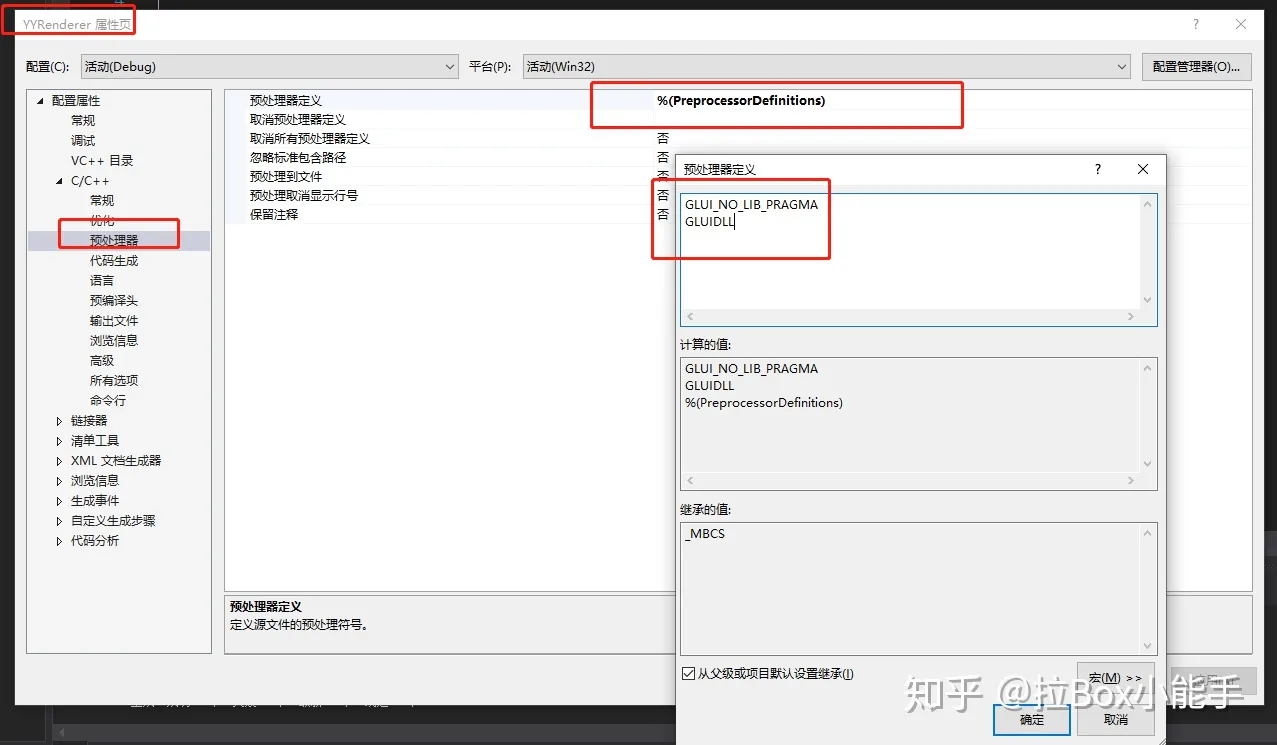 YYRenderer 属性页
配置(C): 活动(Debug) 平台(P): 活动(Win32) 配置管理器(O)...
配置属性
常规
调试
VC++ 目录
C/C++
常规
优化
预处理器
代码生成
语言
预编译头
输出文件
浏览信息
高级
所有选项
命令行
链接器
清单工具
XML 文档生成器
浏览信息
生成事件
自定义生成步骤
代码分析
预处理器定义 %(PreprocessorDefinitions)
取消预处理器定义
取消所有预处理器定义 否
忽略标准包含路径 否
预处理到文件 否
预处理取消显示行号 否
保留注释 否
预处理器定义
定义源文件的预处理符号。
预处理器定义
GLUI_NO_LIB_PRAGMA
GLUIDLL
计算的值:
GLUI_NO_LIB_PRAGMA
GLUIDLL
%(PreprocessorDefinitions)
继承的值:
_MBCS
从父级或项目默认设置继承(I)
宏(M) >>
确定 取消
知乎 @拉Box小能手